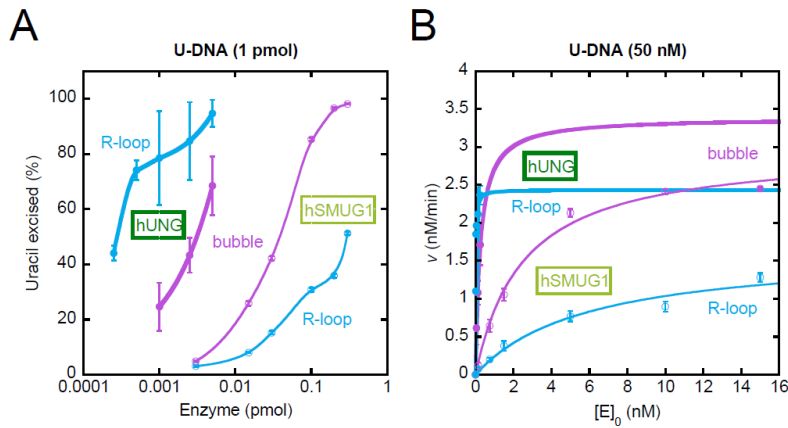 A
U-DNA (1 pmol)
100
80
60
40
20
0
Uracil excised (%)
R-loop
hUNG
bubble
hSMUG1
R-loop
0.0001
0.001
0.01
0.1
1
Enzyme (pmol)
B
U-DNA (50 nM)
4
3.5
3
2.5
2
1.5
1
0.5
0
v (nM/min)
bubble
hUNG
R-loop
hSMUG1
R-loop
0
2
4
6
8
10
12
14
16
[E]0 (nM)